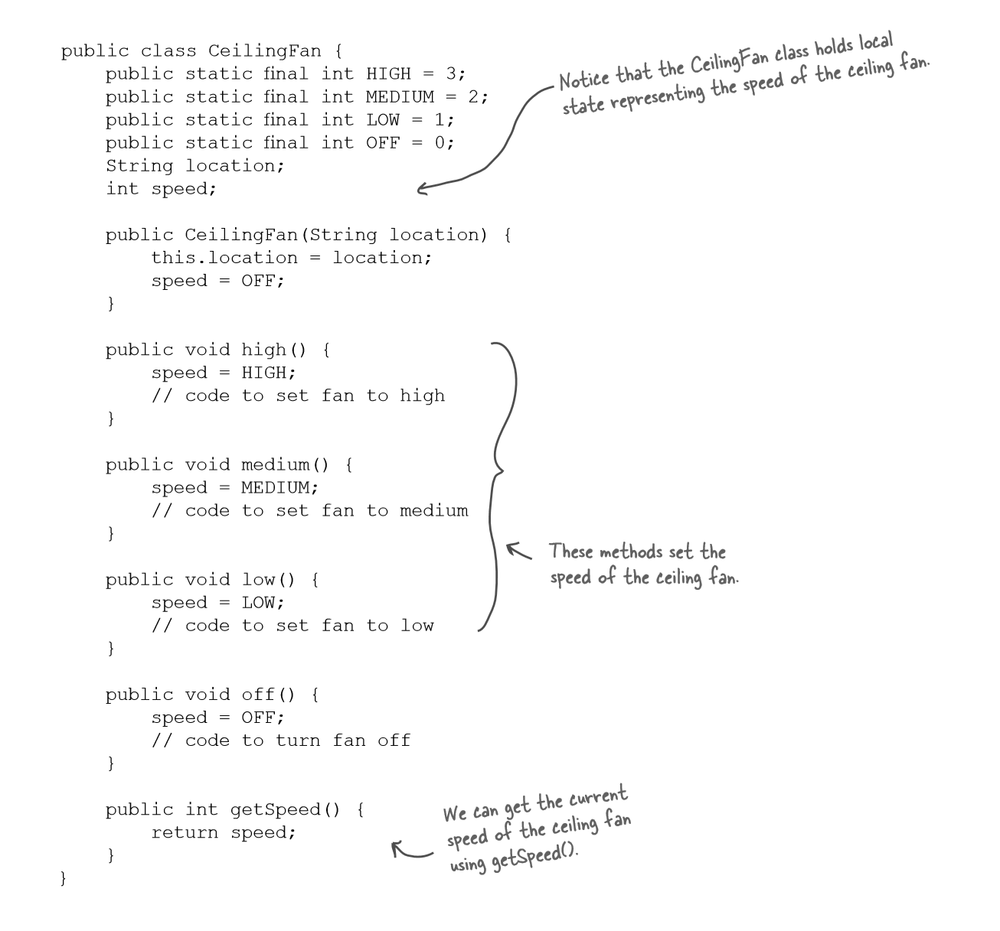 public class CeilingFan {
    public static final int HIGH = 3;
    public static final int MEDIUM = 2;
    public static final int LOW = 1;
    public static final int OFF = 0;
    String location;
    int speed;
Notice that the CeilingFan class holds local
state representing the speed of the ceiling fan.
    public CeilingFan(String location) {
        this.location = location;
        speed = OFF;
    }
    public void high() {
        speed = HIGH;
        // code to set fan to high
    }
    public void medium() {
        speed = MEDIUM;
        // code to set fan to medium
    }
    public void low() {
        speed = LOW;
        // code to set fan to low
    }
These methods set the
speed of the ceiling fan.
    public void off() {
        speed = OFF;
        // code to turn fan off
    }
    public int getSpeed() {
        return speed;
    }
}
We can get the current
speed of the ceiling fan
using getSpeed().